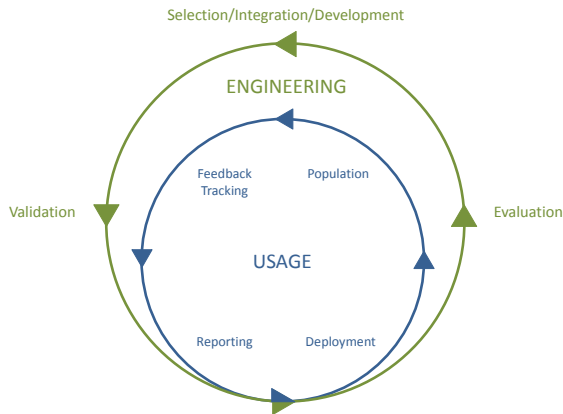 Selection/Integration/Development
ENGINEERING
Feedback
Tracking
Population
Validation
Evaluation
USAGE
Reporting
Deployment